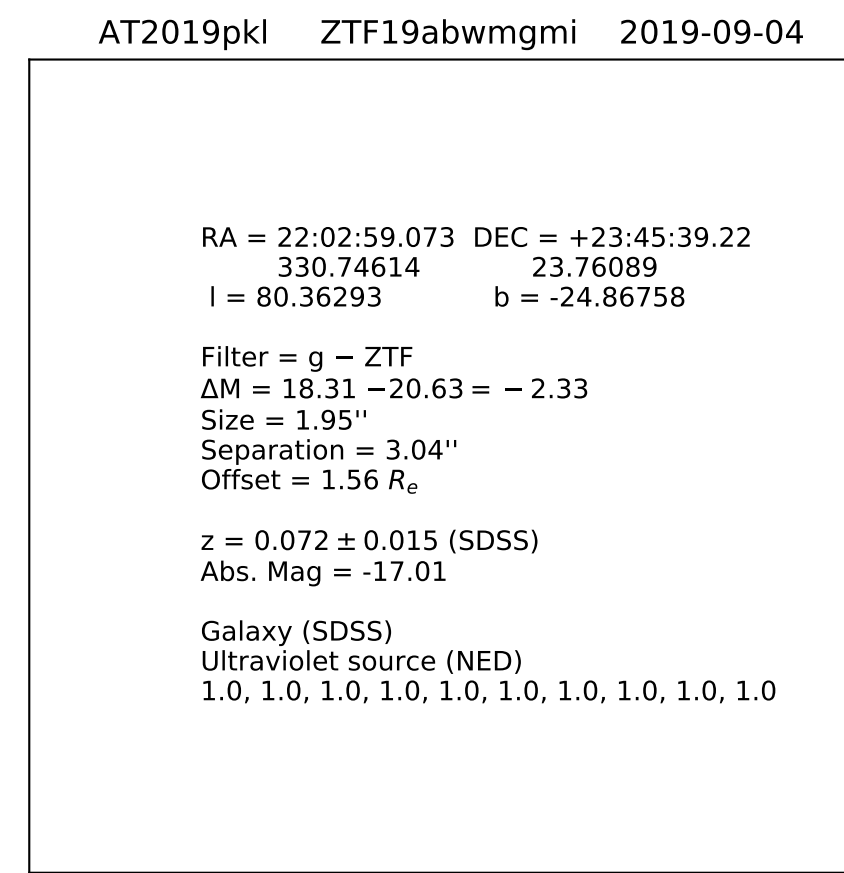 AT2019pkl ZTF19abwmgmi 2019-09-04
RA = 22:02:59.073 DEC = +23:45:39.22
330.74614 23.76089
l = 80.36293 b = -24.86758
Filter = g − ZTF
ΔM = 18.31 −20.63 = − 2.33
Size = 1.95''
Separation = 3.04''
Offset = 1.56 Rₑ
z = 0.072 ± 0.015 (SDSS)
Abs. Mag = -17.01
Galaxy (SDSS)
Ultraviolet source (NED)
1.0, 1.0, 1.0, 1.0, 1.0, 1.0, 1.0, 1.0, 1.0, 1.0